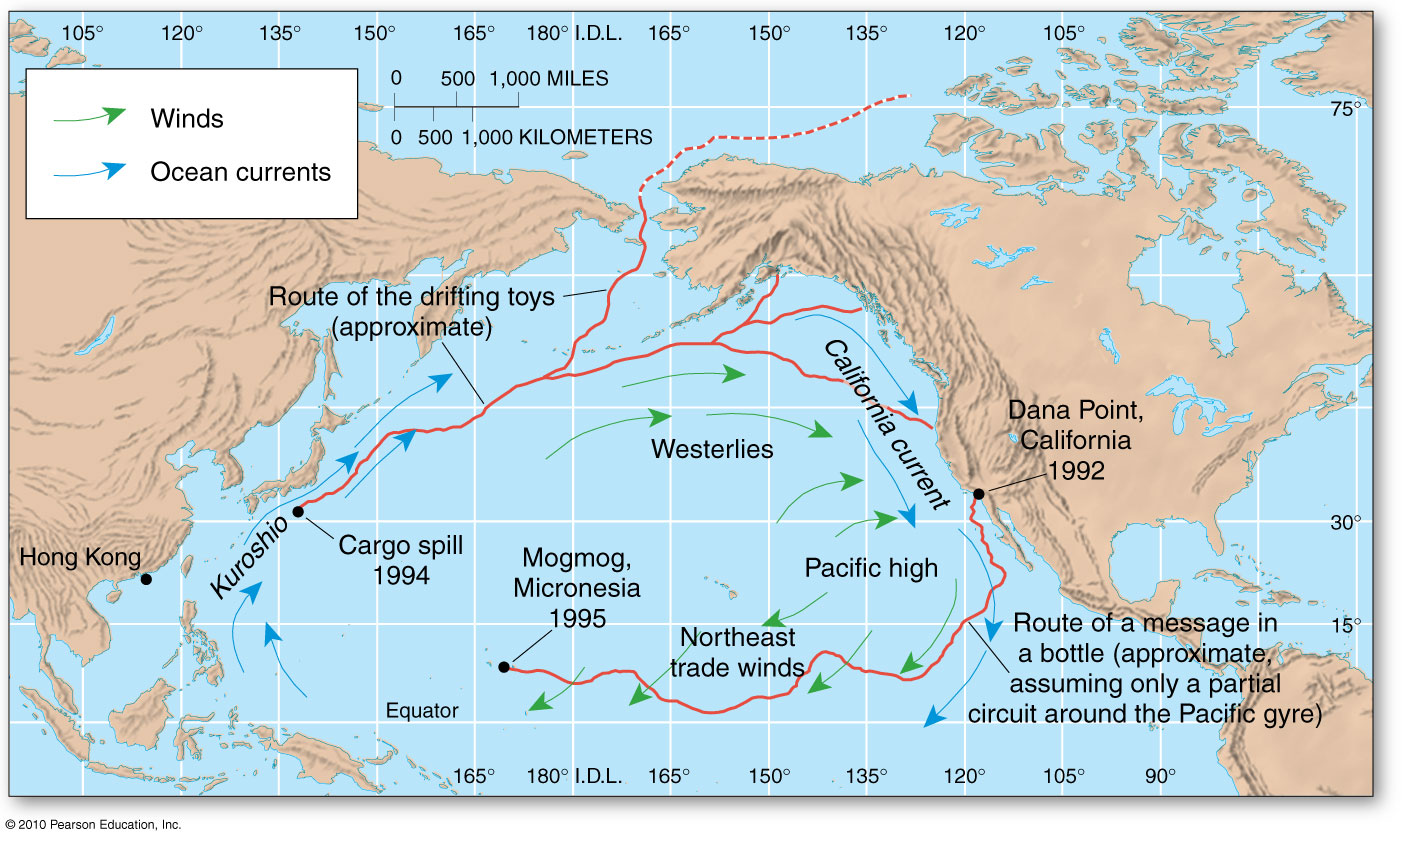 105° 120° 135° 150° 165° 180° I.D.L. 165° 150° 135° 120° 105°
0 500 1,000 MILES
0 500 1,000 KILOMETERS
Winds
Ocean currents
75°
Route of the drifting toys
(approximate)
California current
Dana Point,
California
1992
Westerlies
Kuroshio
Cargo spill
1994
Hong Kong
30°
Mogmog,
Micronesia
1995
Pacific high
Northeast
trade winds
15°
Route of a message in
a bottle (approximate,
assuming only a partial
circuit around the Pacific gyre)
Equator
165° 180° I.D.L. 165° 150° 135° 120° 105° 90°
© 2010 Pearson Education, Inc.